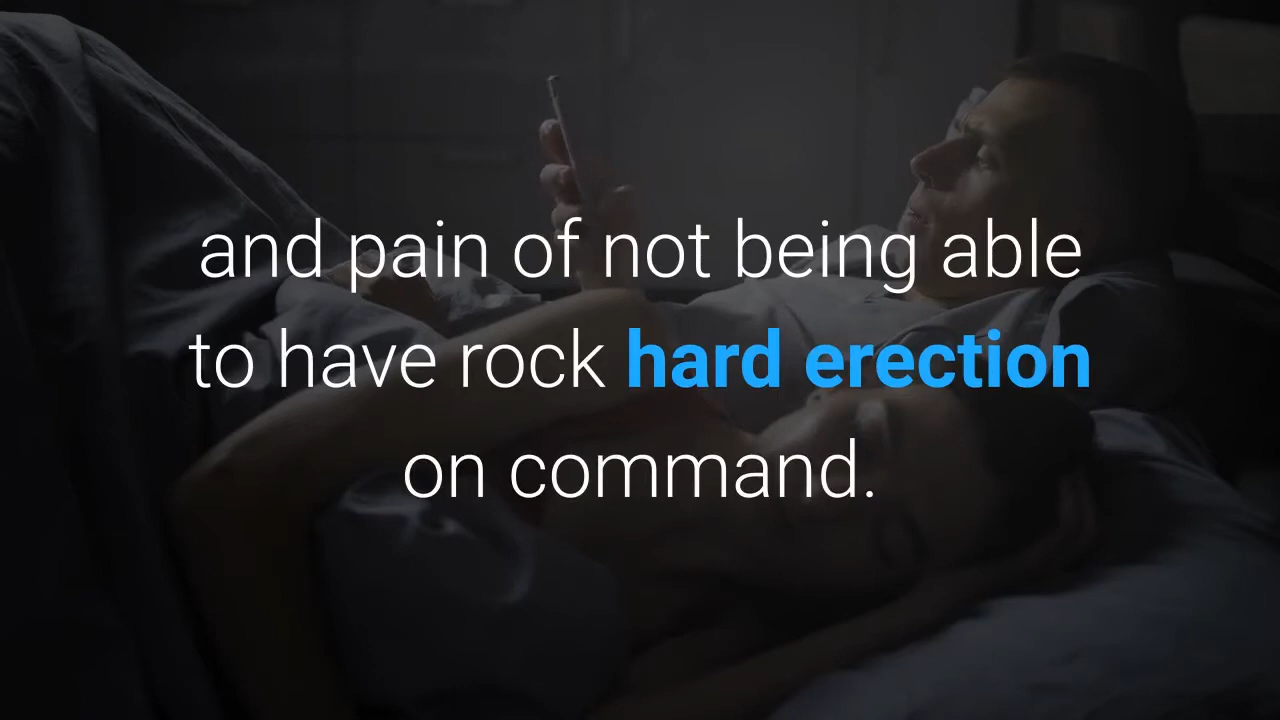 and pain of not being able
to have rock hard erection
on command.